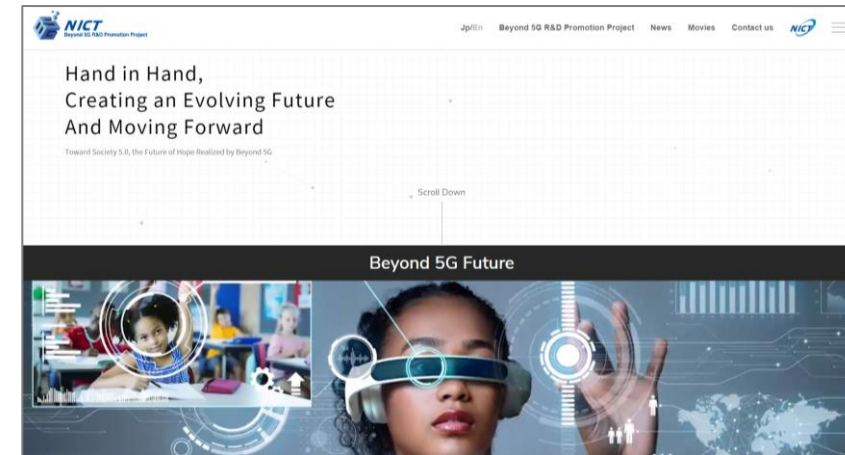 NICT
Beyond 5G R&D Promotion Project
Jp/En Beyond 5G R&D Promotion Project News Movies Contact us NICT
Hand in Hand,
Creating an Evolving Future
And Moving Forward
Toward Society 5.0, the Future of Hope Realized by Beyond 5G
Scroll Down
Beyond 5G Future